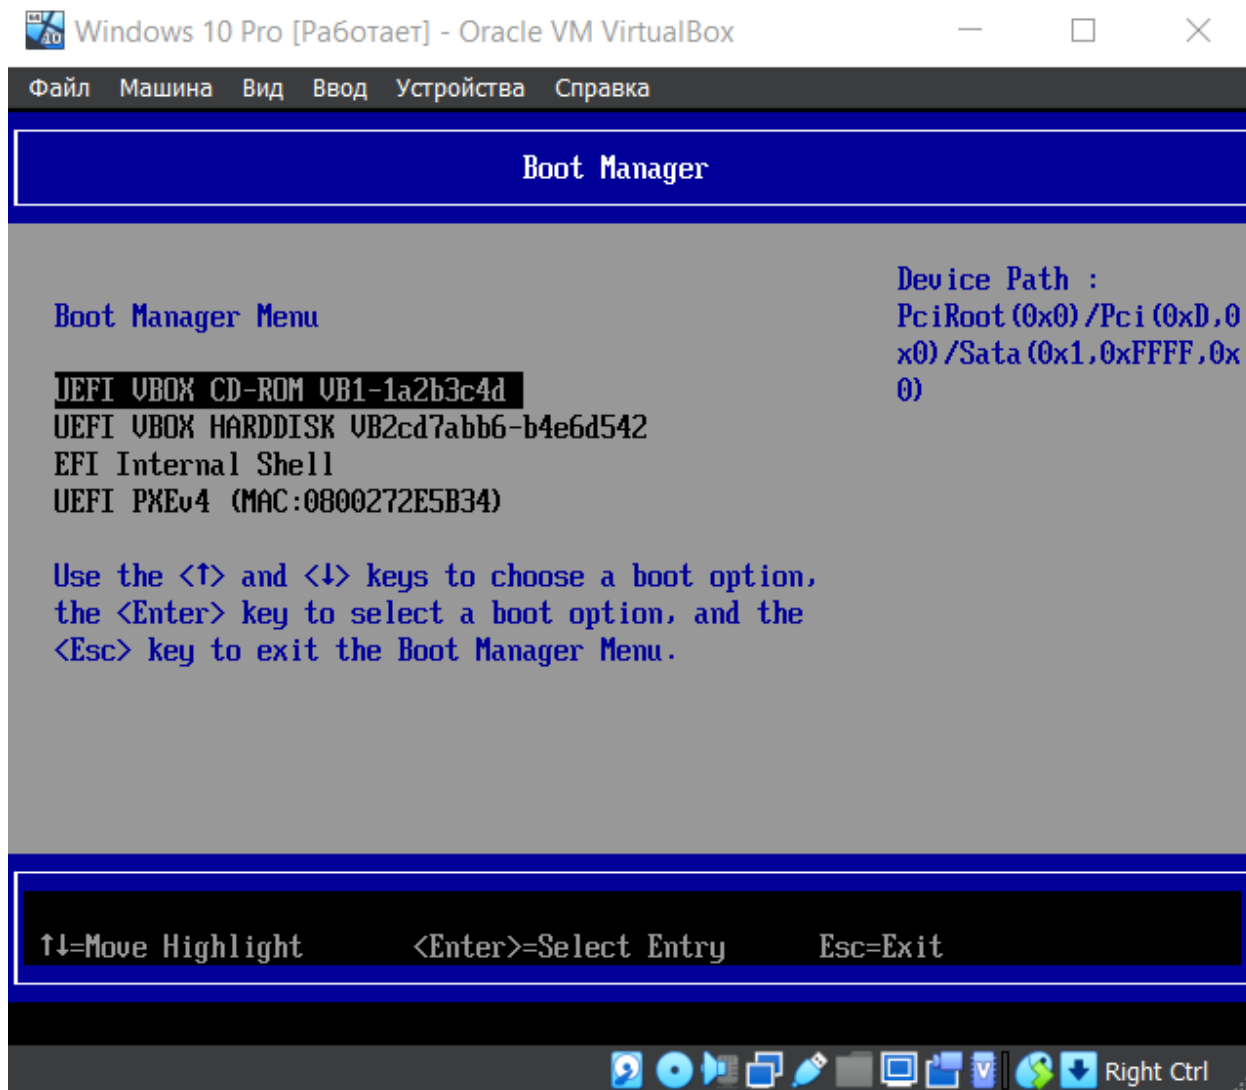 Windows 10 Pro [Работает] - Oracle VM VirtualBox
Файл Машина Вид Ввод Устройства Справка
Boot Manager
Boot Manager Menu
UEFI VBOX CD-ROM VB1-1a2b3c4d
UEFI VBOX HARDDISK VB2cd7abb6-b4e6d542
EFI Internal Shell
UEFI PXEv4 (MAC:0800272E5B34)
Use the <↑> and <↓> keys to choose a boot option,
the <Enter> key to select a boot option, and the
<Esc> key to exit the Boot Manager Menu.
Device Path :
PciRoot(0x0)/Pci(0xD,0
x0)/Sata(0x1,0xFFFF,0x
0)
↑↓=Move Highlight <Enter>=Select Entry Esc=Exit
Right Ctrl